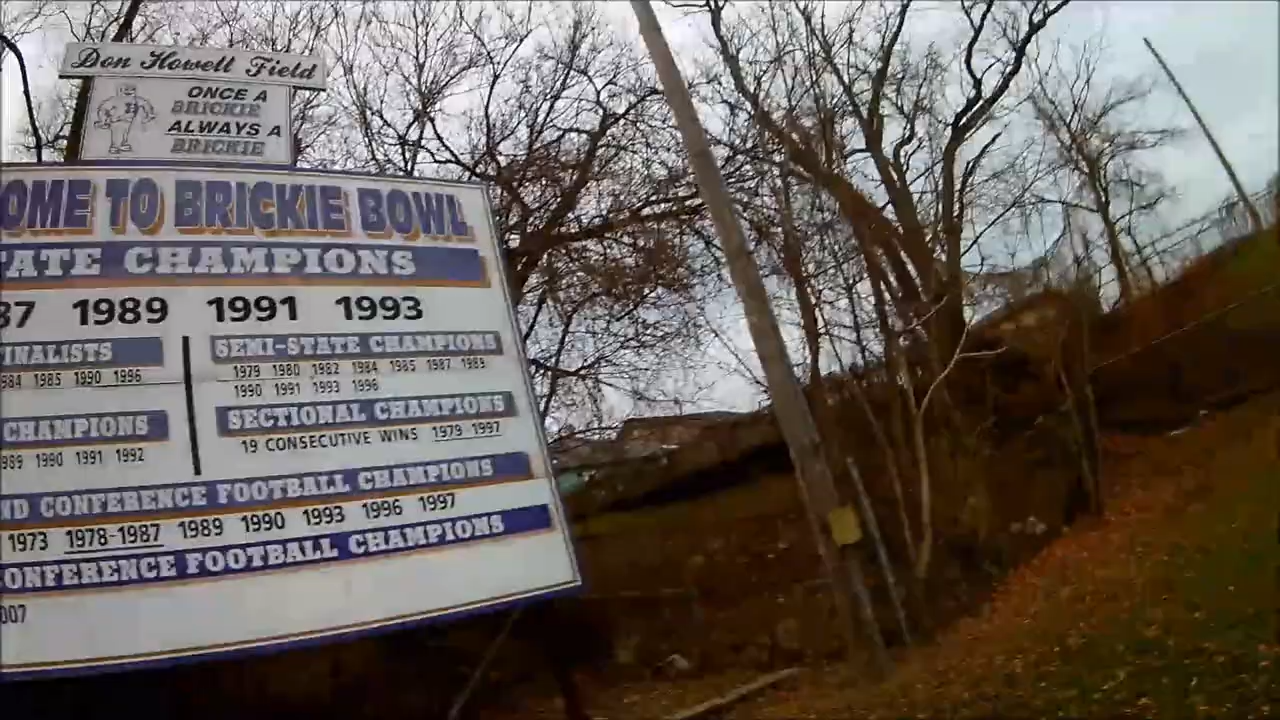 Don Howell Field
ONCE A
BRICKIE
ALWAYS A
BRICKIE
OME TO BRICKIE BOWL
ATE CHAMPIONS
87 1989 1991 1993
INALISTS
984 1985 1990 1996
SEMI-STATE CHAMPIONS
1979 1980 1982 1984 1985 1987 1989
1990 1991 1993 1996
CHAMPIONS
989 1990 1991 1992
SECTIONAL CHAMPIONS
19 CONSECUTIVE WINS 1979-1997
ND CONFERENCE FOOTBALL CHAMPIONS
1973 1978-1987 1989 1990 1993 1996 1997
ONFERENCE FOOTBALL CHAMPIONS
007